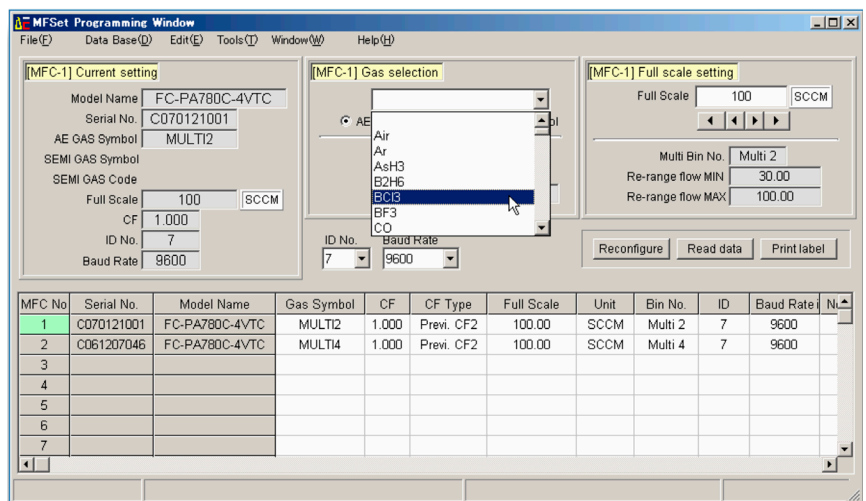 MFSet Programming Window
File(F) Data Base(D) Edit(E) Tools(T) Window(W) Help(H)
[MFC-1] Current setting
Model Name FC-PA780C-4VTC
Serial No. C070121001
AE GAS Symbol MULTI2
SEMI GAS Symbol
SEMI GAS Code
Full Scale 100 SCCM
CF 1.000
ID No. 7
Baud Rate 9600
[MFC-1] Gas selection
AE
Air
Ar
AsH3
B2H6
BCl3
BF3
CO
ID No. Baud Rate
7 9600
[MFC-1] Full scale setting
Full Scale 100 SCCM
Multi Bin No. Multi 2
Re-range flow MIN 30.00
Re-range flow MAX 100.00
Reconfigure Read data Print label
MFC No Serial No. Model Name Gas Symbol CF CF Type Full Scale Unit Bin No. ID Baud Rate
1 C070121001 FC-PA780C-4VTC MULTI2 1.000 Previ. CF2 100.00 SCCM Multi 2 7 9600
2 C061207046 FC-PA780C-4VTC MULTI4 1.000 Previ. CF2 100.00 SCCM Multi 4 7 9600
3
4
5
6
7